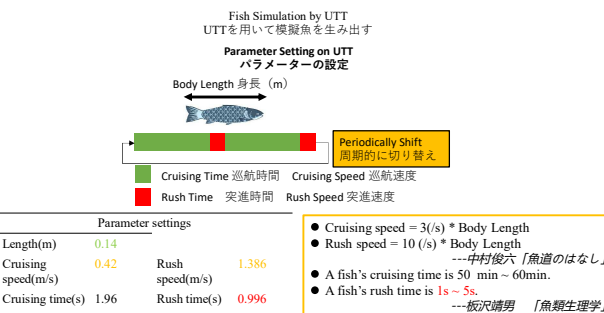 Fish Simulation by UTT
UTTを用いて模擬魚を生み出す
Parameter Setting on UTT
パラメーターの設定
Body Length 身長（m）
Periodically Shift
周期的に切り替え
Cruising Time 巡航時間 Cruising Speed 巡航速度
Rush Time 突進時間 Rush Speed 突進速度
Parameter settings
Length(m) 0.14
Cruising speed(m/s) 0.42 Rush speed(m/s) 1.386
Cruising time(s) 1.96 Rush time(s) 0.996
● Cruising speed = 3(/s) * Body Length
● Rush speed = 10 (/s) * Body Length
---中村俊六「魚道のはなし」
● A fish's cruising time is 50 min ~ 60min.
● A fish's rush time is 1s ~ 5s.
---板沢靖男 「魚類生理学」